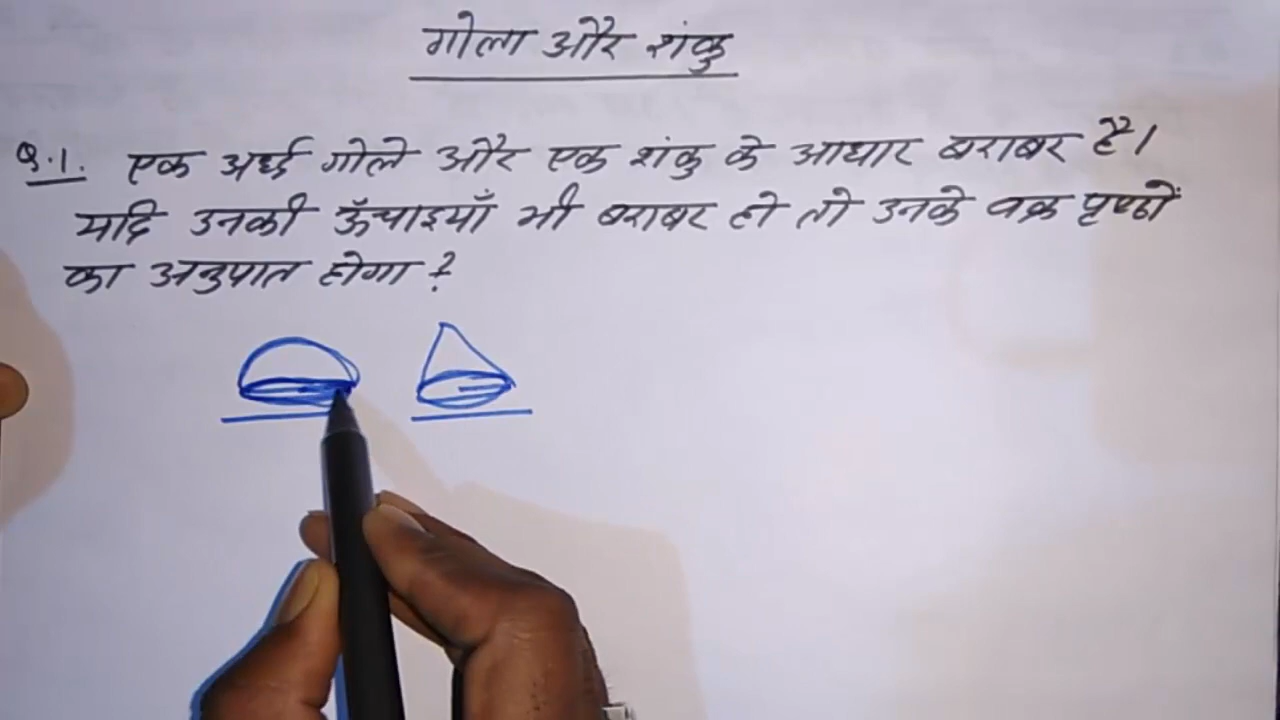 गोला और शंकु
Q.1. एक अर्ध्द गोले और एक शंकु के आधार बराबर है।
यदि उनकी ऊँचाइयाँ भी बराबर हो तो उनके वक्र पृष्ठों
का अनुपात होगा ?